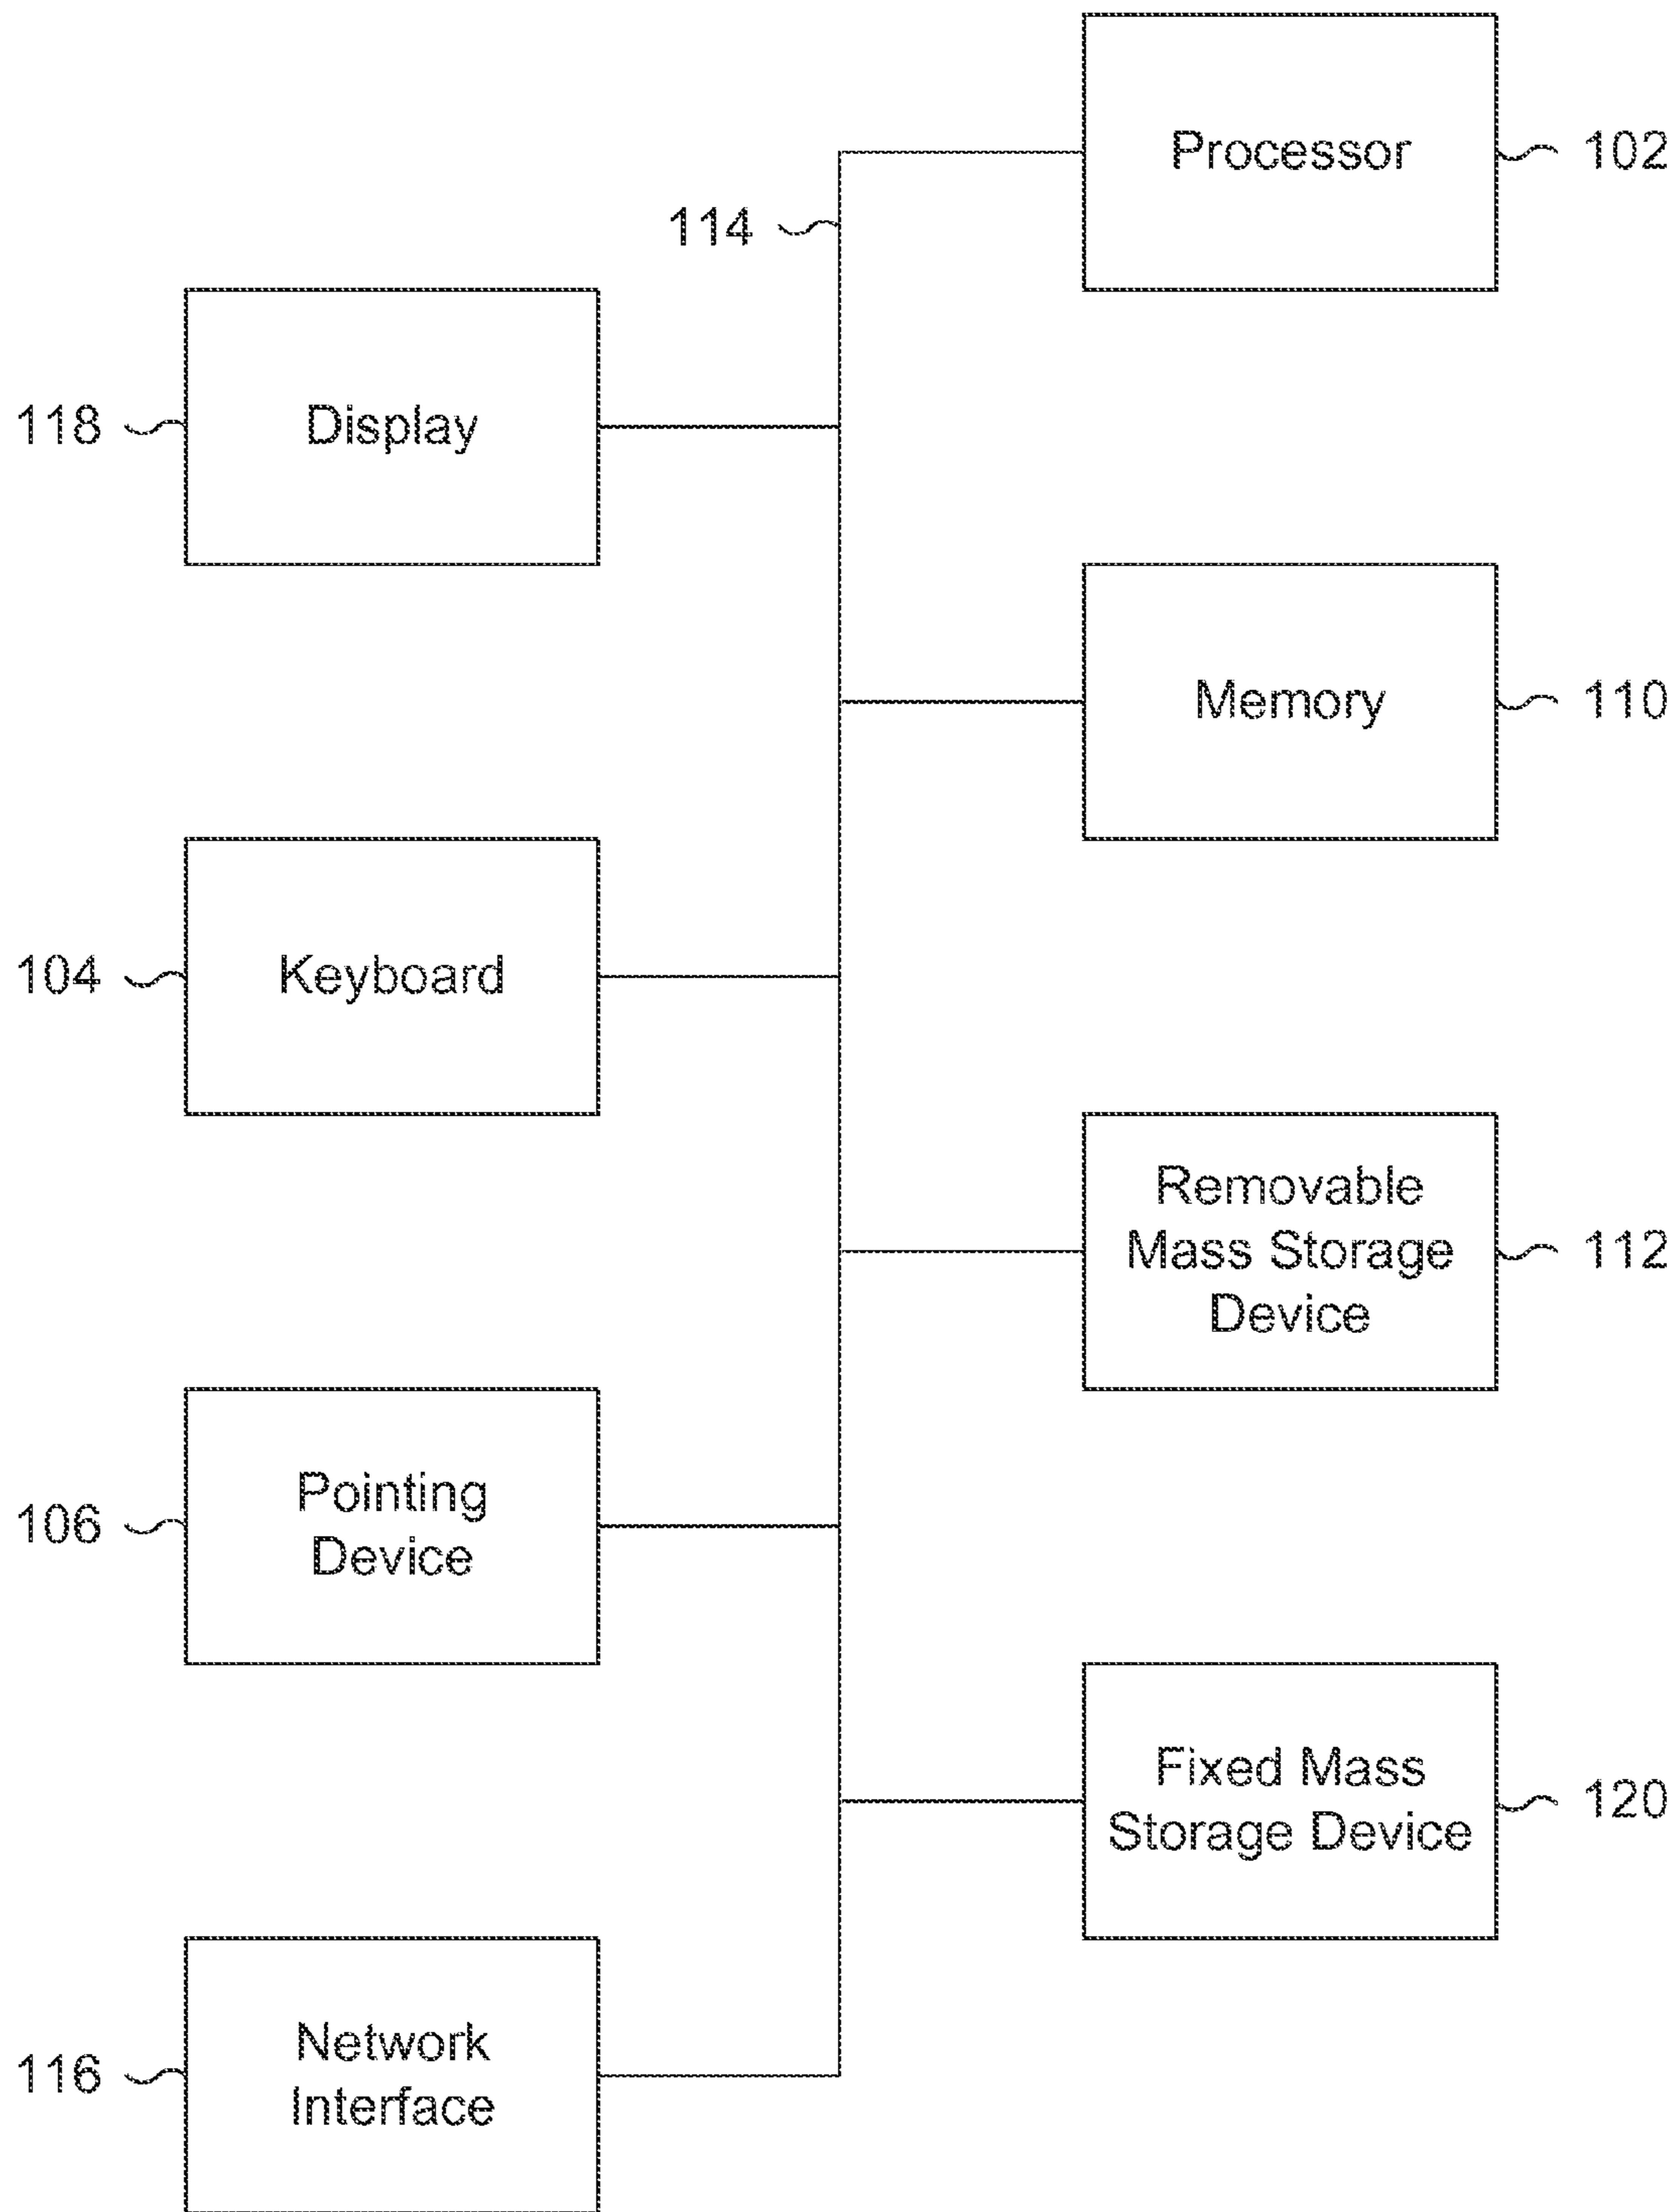 Processor
102
114
118
Display
Memory
110
104
Keyboard
Removable
Mass Storage
Device
112
106
Pointing
Device
Fixed Mass
Storage Device
120
116
Network
Interface